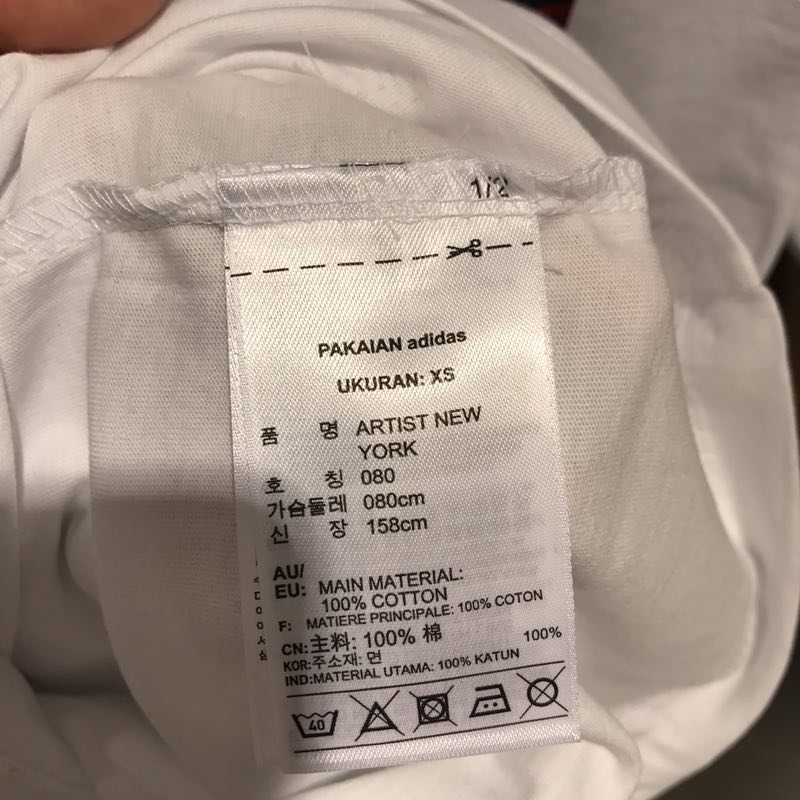 1/2
PAKAIAN adidas
UKURAN: XS
품 명 ARTIST NEW
YORK
호 칭 080
가슴둘레 080cm
신 장 158cm
AU/
EU: MAIN MATERIAL:
100% COTTON
F: MATIERE PRINCIPALE: 100% COTON
CN:主料: 100% 棉
KOR:주소재: 면 100%
IND:MATERIAL UTAMA: 100% KATUN
40